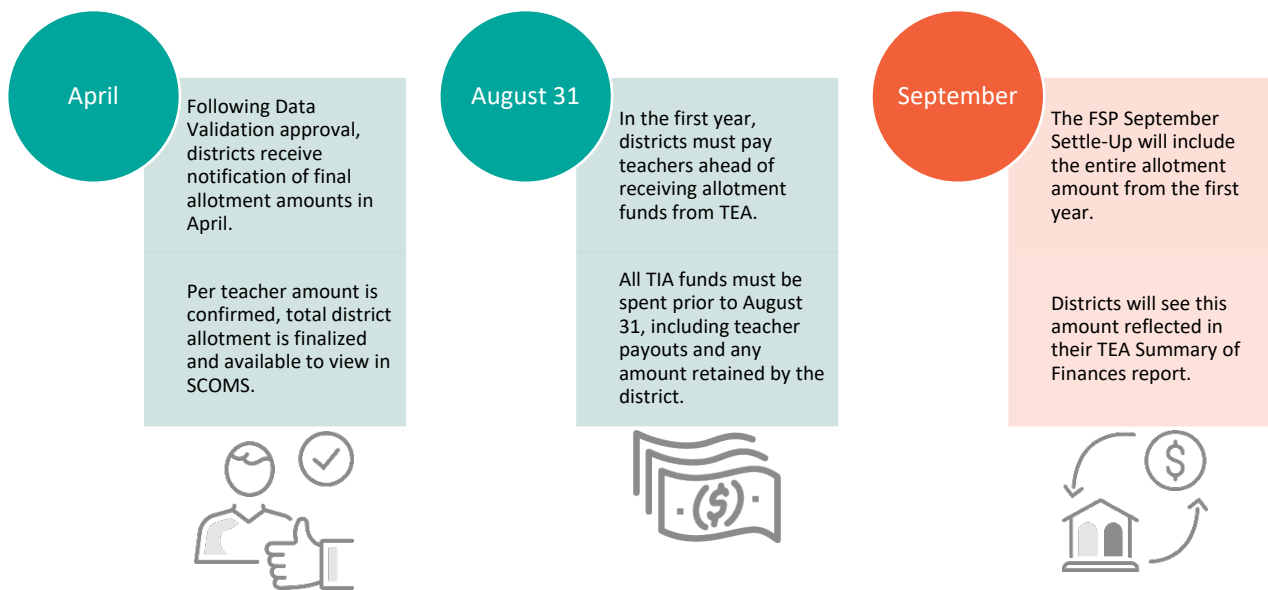 April
Following Data
Validation approval,
districts receive
notification of final
allotment amounts in
April.
Per teacher amount is
confirmed, total district
allotment is finalized
and available to view in
SCOMS.
August 31
In the first year,
districts must pay
teachers ahead of
receiving allotment
funds from TEA.
All TIA funds must be
spent prior to August
31, including teacher
payouts and any
amount retained by the
district.
($)
September
The FSP September
Settle-Up will include
the entire allotment
amount from the first
year.
Districts will see this
amount reflected in
their TEA Summary of
Finances report.
$